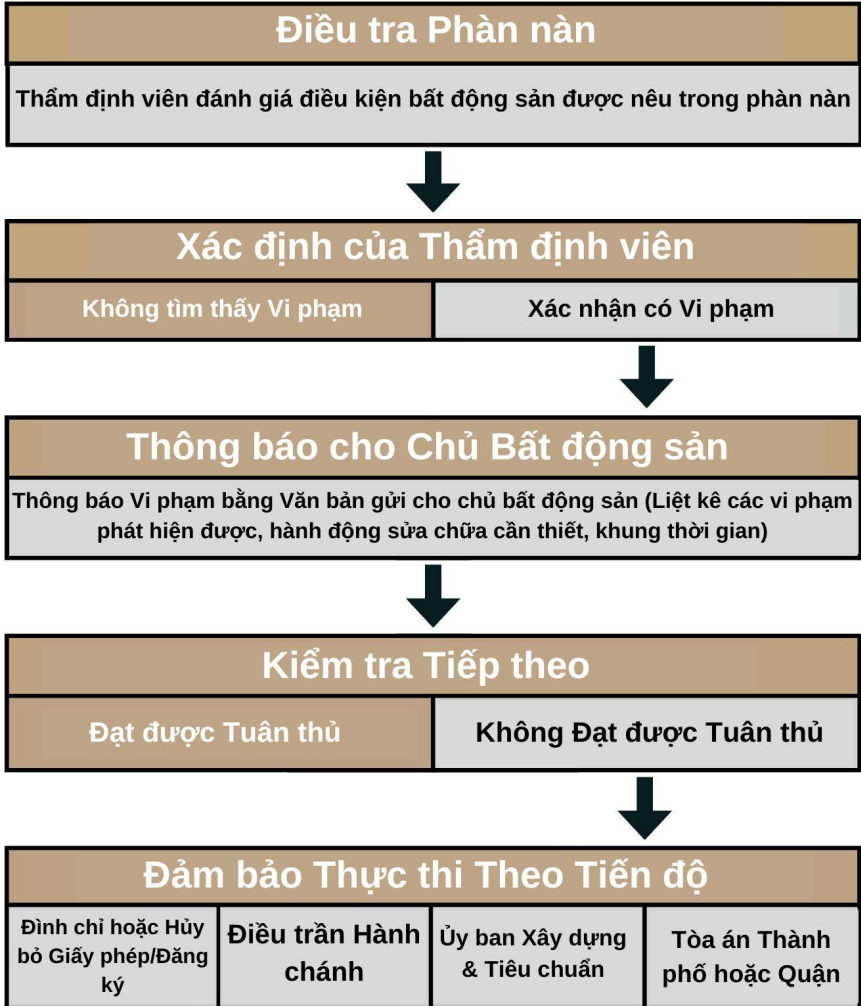 Điều tra Phàn nàn
Thẩm định viên đánh giá điều kiện bất động sản được nêu trong phàn nàn
Xác định của Thẩm định viên
Không tìm thấy Vi phạm
Xác nhận có Vi phạm
Thông báo cho Chủ Bất động sản
Thông báo Vi phạm bằng Văn bản gửi cho chủ bất động sản (Liệt kê các vi phạm
phát hiện được, hành động sửa chữa cần thiết, khung thời gian)
Kiểm tra Tiếp theo
Đạt được Tuân thủ
Không Đạt được Tuân thủ
Đảm bảo Thực thi Theo Tiến độ
Đình chỉ hoặc Hủy
bỏ Giấy phép/Đăng
ký
Điều trần Hành
chánh
Ủy ban Xây dựng
& Tiêu chuẩn
Tòa án Thành
phố hoặc Quận